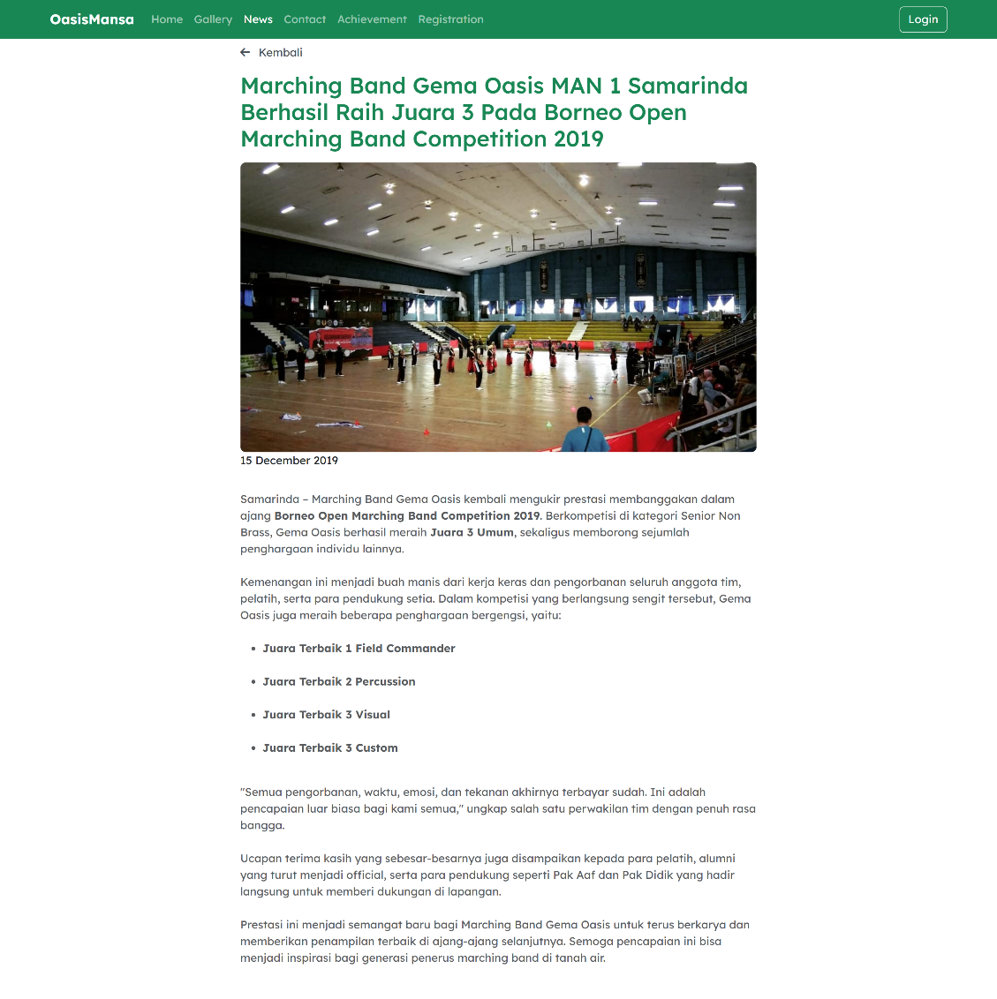 OasisMansa Home Gallery News Contact Achievement Registration Login
Kembali
Marching Band Gema Oasis MAN 1 Samarinda
Berhasil Raih Juara 3 Pada Borneo Open
Marching Band Competition 2019
15 December 2019
Samarinda – Marching Band Gema Oasis kembali mengukir prestasi membanggakan dalam
ajang Borneo Open Marching Band Competition 2019. Berkompetisi di kategori Senior Non
Brass, Gema Oasis berhasil meraih Juara 3 Umum, sekaligus memborong sejumlah
penghargaan individu lainnya.
Kemenangan ini menjadi buah manis dari kerja keras dan pengorbanan seluruh anggota tim,
pelatih, serta para pendukung setia. Dalam kompetisi yang berlangsung sengit tersebut, Gema
Oasis juga meraih beberapa penghargaan bergengsi, yaitu:
• Juara Terbaik 1 Field Commander
• Juara Terbaik 2 Percussion
• Juara Terbaik 3 Visual
• Juara Terbaik 3 Custom
"Semua pengorbanan, waktu, emosi, dan tekanan akhirnya terbayar sudah. Ini adalah
pencapaian luar biasa bagi kami semua," ungkap salah satu perwakilan tim dengan penuh rasa
bangga.
Ucapan terima kasih yang sebesar-besarnya juga disampaikan kepada para pelatih, alumni
yang turut menjadi official, serta para pendukung seperti Pak Aaf dan Pak Didik yang hadir
langsung untuk memberi dukungan di lapangan.
Prestasi ini menjadi semangat baru bagi Marching Band Gema Oasis untuk terus berkarya dan
memberikan penampilan terbaik di ajang-ajang selanjutnya. Semoga pencapaian ini bisa
menjadi inspirasi bagi generasi penerus marching band di tanah air.